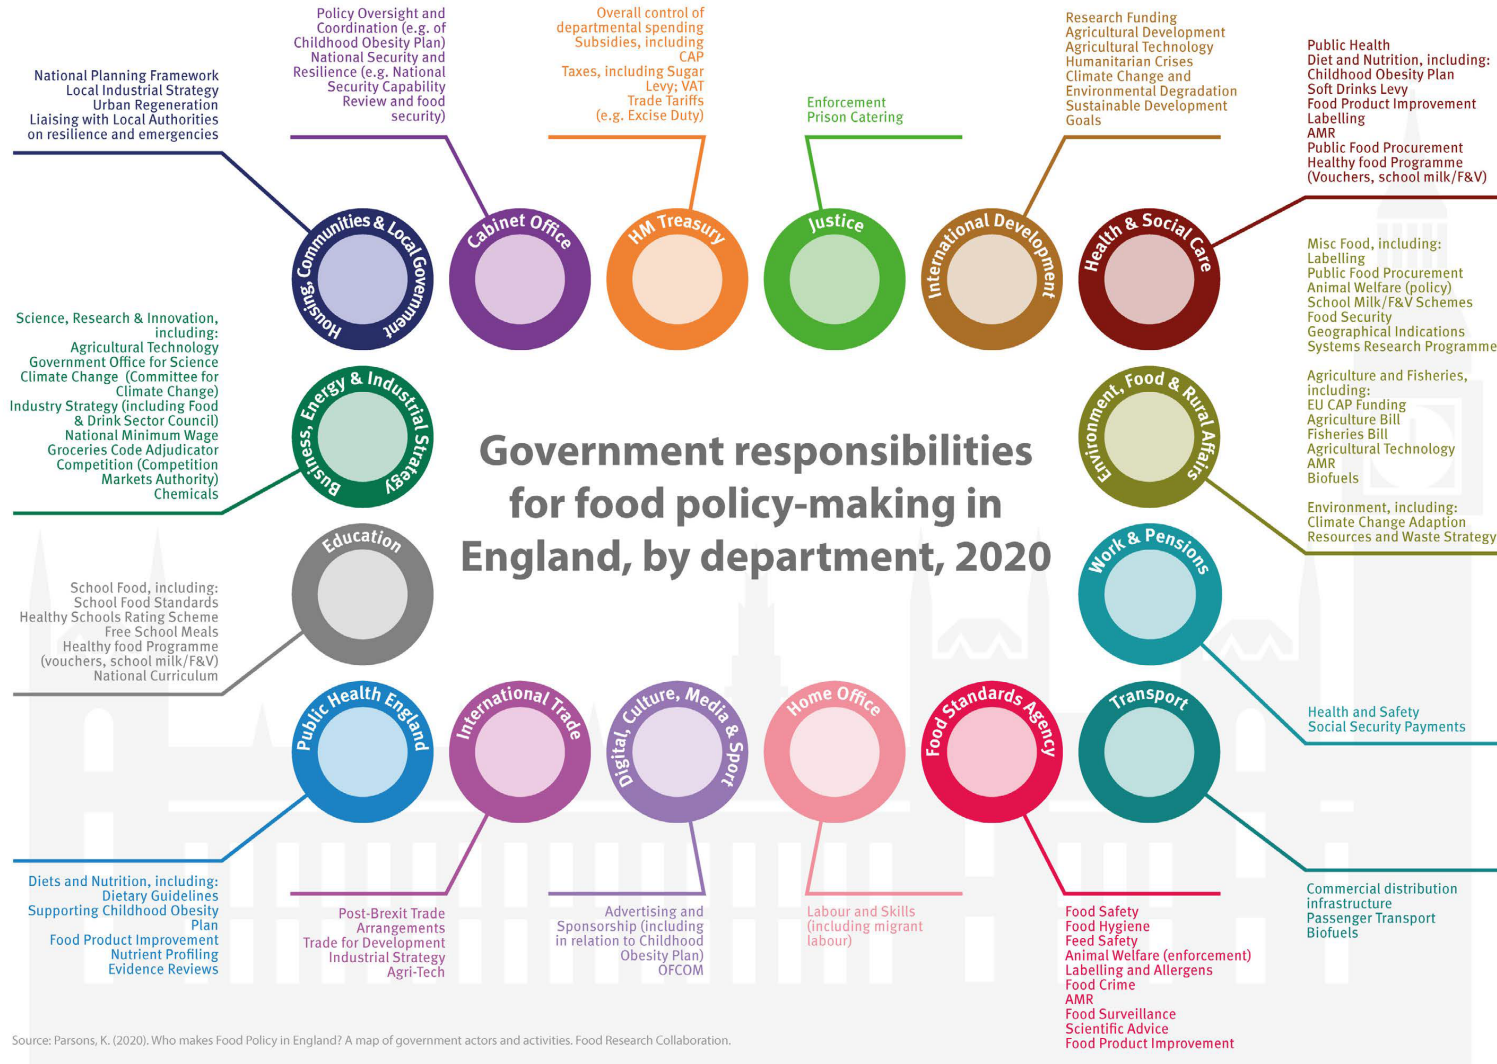 National Planning Framework
Local Industrial Strategy
Urban Regeneration
Liaising with Local Authorities
on resilience and emergencies
Housing, Communities & Local Government
Policy Oversight and
Coordination (e.g. of
Childhood Obesity Plan)
National Security and
Resilience (e.g. National
Security Capability
Review and food
security)
Cabinet Office
Overall control of
departmental spending
Subsidies, including
CAP
Taxes, including Sugar
Levy; VAT
Trade Tariffs
(e.g. Excise Duty)
HM Treasury
Enforcement
Prison Catering
Justice
Research Funding
Agricultural Development
Agricultural Technology
Humanitarian Crises
Climate Change and
Environmental Degradation
Sustainable Development
Goals
International Development
Public Health
Diet and Nutrition, including:
Childhood Obesity Plan
Soft Drinks Levy
Food Product Improvement
Labelling
AMR
Public Food Procurement
Healthy food Programme
(Vouchers, school milk/F&V)
Health & Social Care
Science, Research & Innovation,
including:
Agricultural Technology
Government Office for Science
Climate Change (Committee for
Climate Change)
Industry Strategy (including Food
& Drink Sector Council)
National Minimum Wage
Groceries Code Adjudicator
Competition (Competition
Markets Authority)
Chemicals
Business, Energy & Industrial Strategy
Government responsibilities
for food policy-making in
England, by department, 2020
Environment, Food & Rural Affairs
Misc Food, including:
Labelling
Public Food Procurement
Animal Welfare (policy)
School Milk/F&V Schemes
Food Security
Geographical Indications
Systems Research Programme
Agriculture and Fisheries,
including:
EU CAP Funding
Agriculture Bill
Fisheries Bill
Agricultural Technology
AMR
Biofuels
Environment, including:
Climate Change Adaption
Resources and Waste Strategy
Education
School Food, including:
School Food Standards
Healthy Schools Rating Scheme
Free School Meals
Healthy food Programme
(vouchers, school milk/F&V)
National Curriculum
Work & Pensions
Health and Safety
Social Security Payments
Public Health England
Diets and Nutrition, including:
Dietary Guidelines
Supporting Childhood Obesity
Plan
Food Product Improvement
Nutrient Profiling
Evidence Reviews
International Trade
Post-Brexit Trade
Arrangements
Trade for Development
Industrial Strategy
Agri-Tech
Digital, Culture, Media & Sport
Advertising and
Sponsorship (including
in relation to Childhood
Obesity Plan)
OFCOM
Home Office
Labour and Skills
(including migrant
labour)
Food Standards Agency
Food Safety
Food Hygiene
Feed Safety
Animal Welfare (enforcement)
Labelling and Allergens
Food Crime
AMR
Food Surveillance
Scientific Advice
Food Product Improvement
Transport
Commercial distribution
infrastructure
Passenger Transport
Biofuels
Source: Parsons, K. (2020). Who makes Food Policy in England? A map of government actors and activities. Food Research Collaboration.